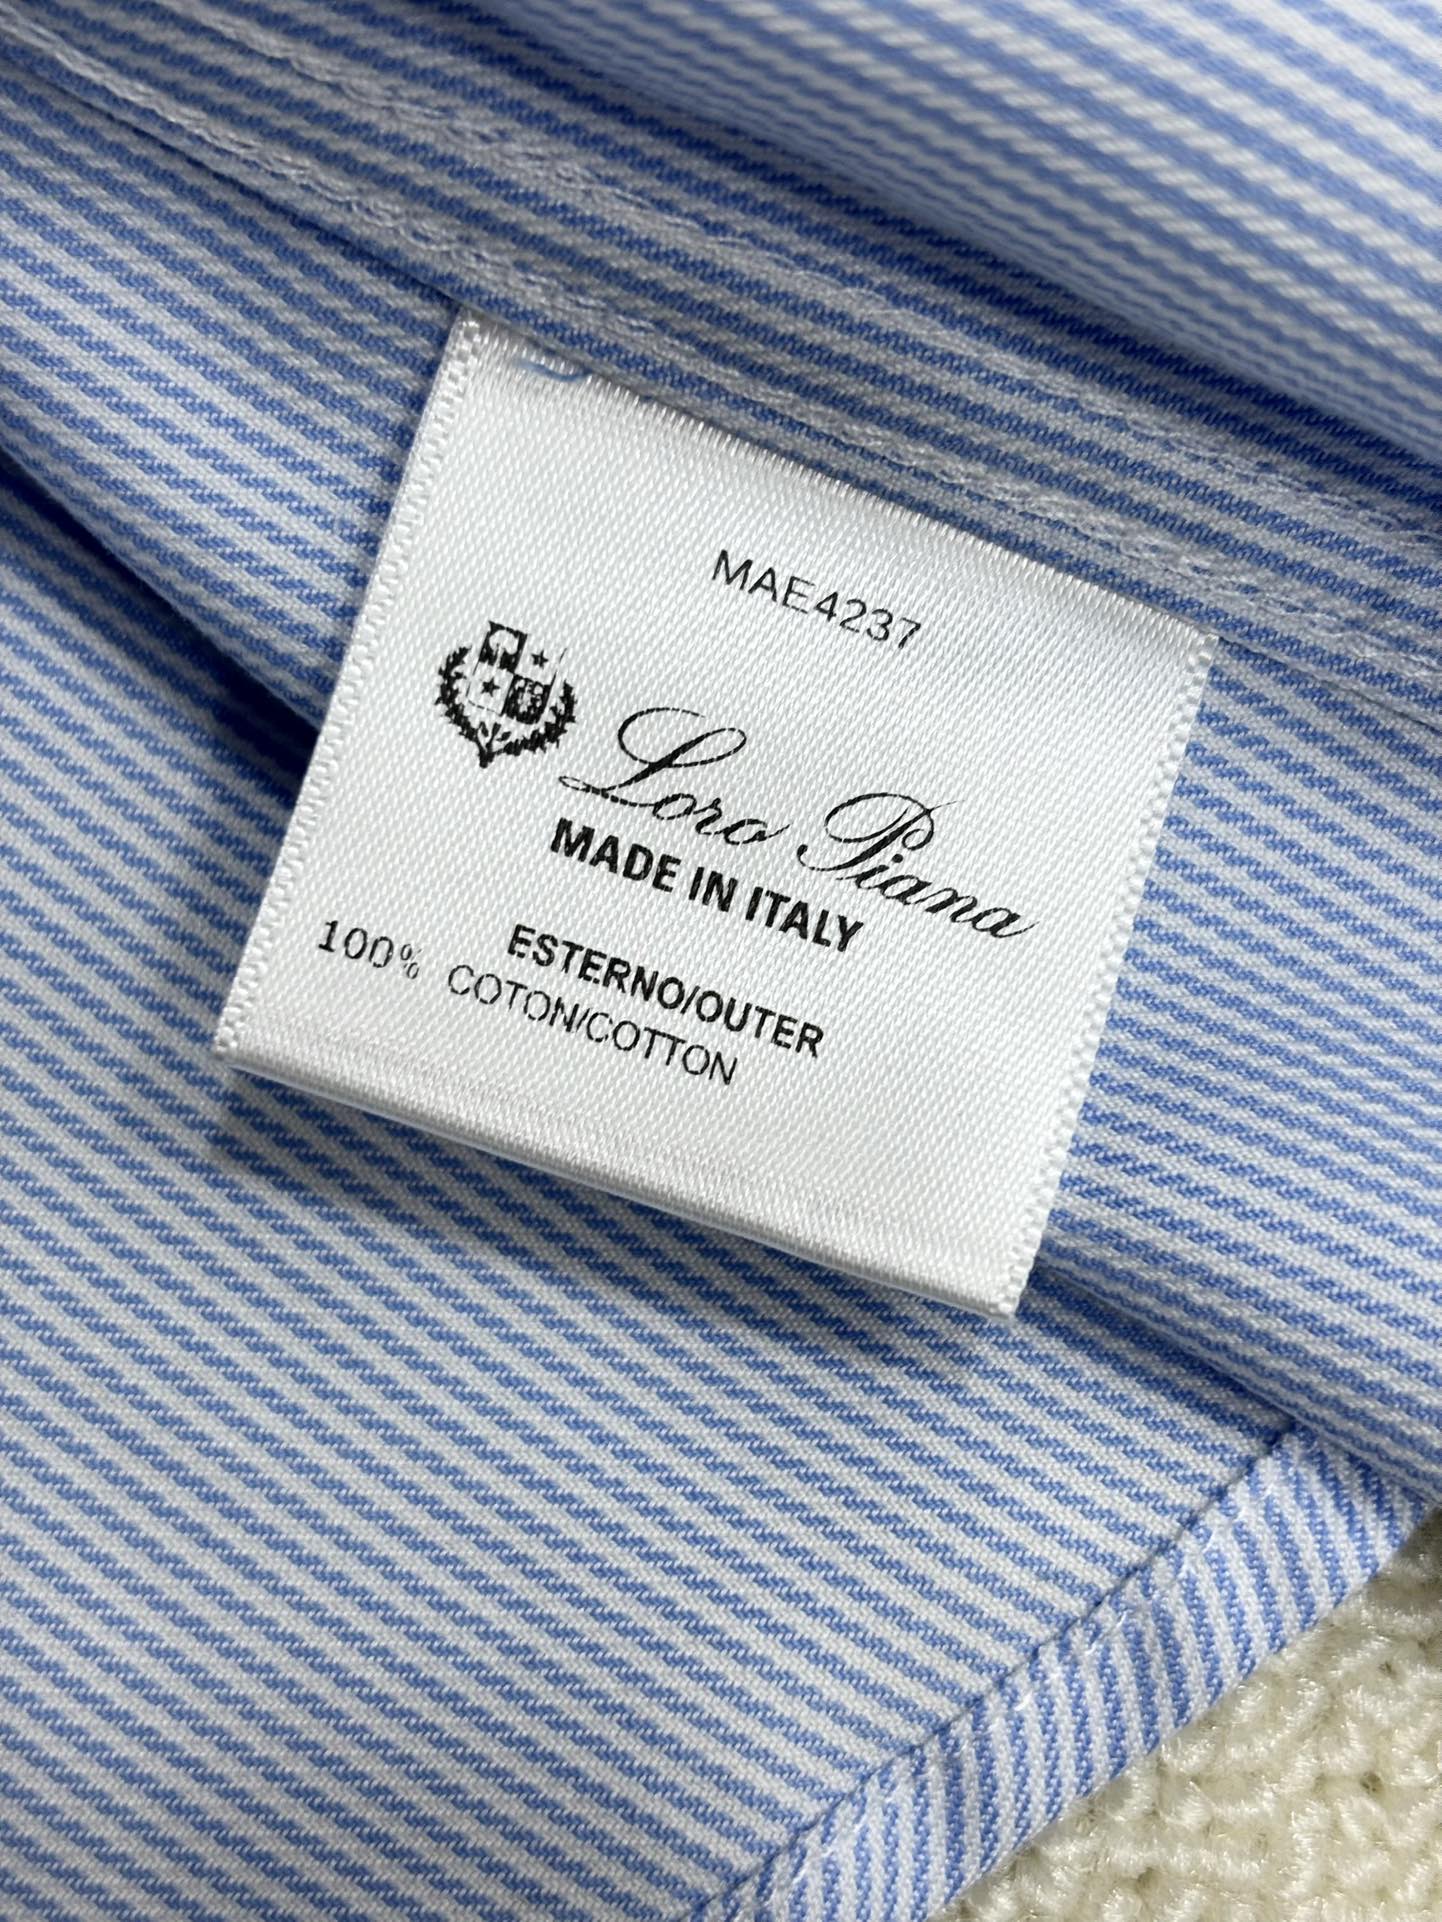 MAE4237
Loro Piana
MADE IN ITALY
ESTERNO/OUTER
100% COTON/COTTON